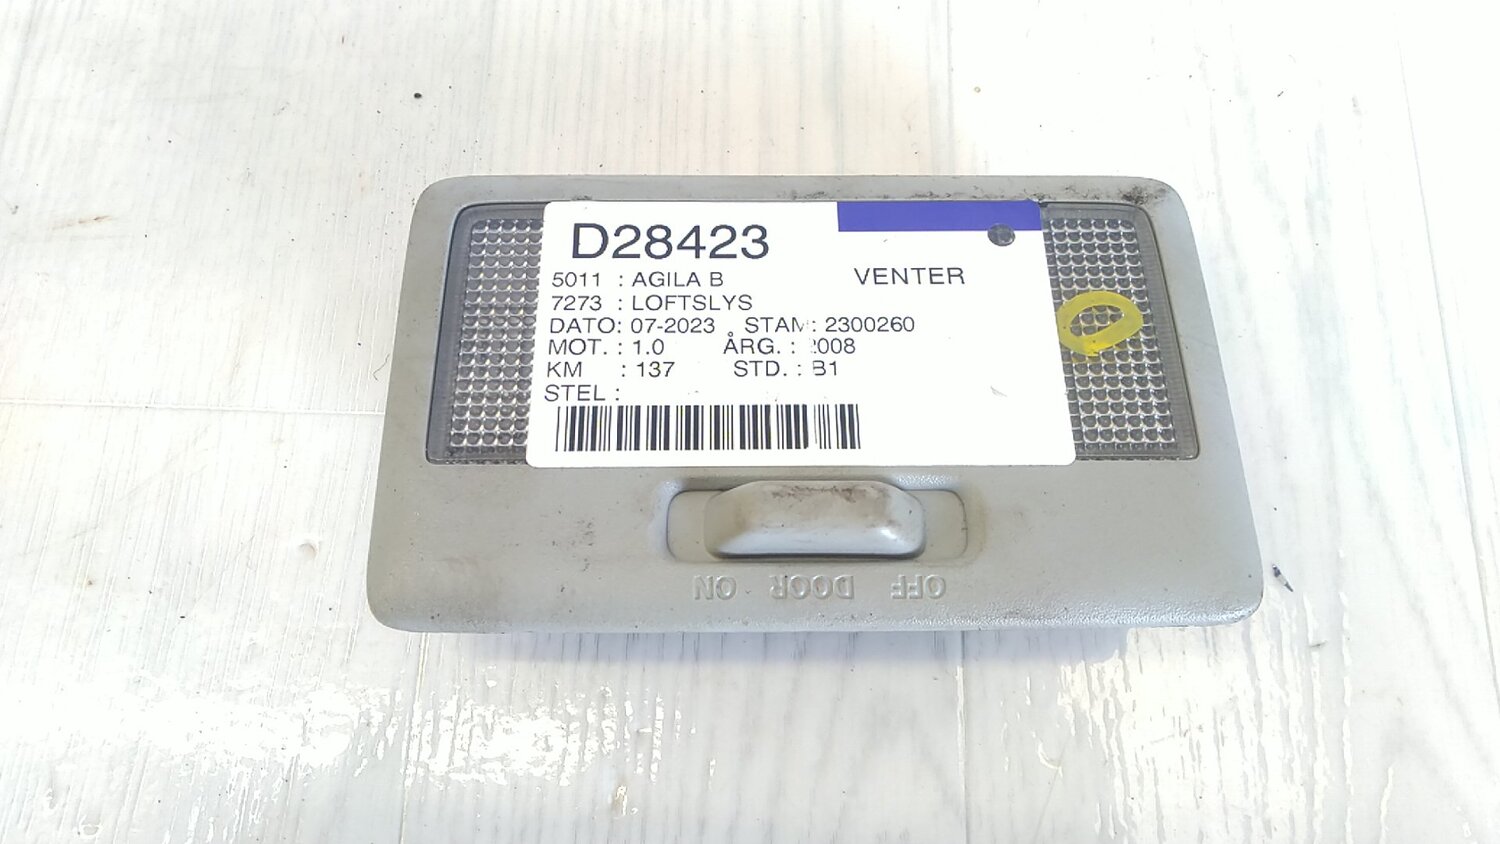 D28423
5011 : AGILA B VENTER
7273 : LOFTSLYS
DATO: 07-2023 STAM: 2300260
MOT. : 1.0 ÅRG. : 2008
KM : 137 STD. : B1
STEL :
OFF DOOR ON